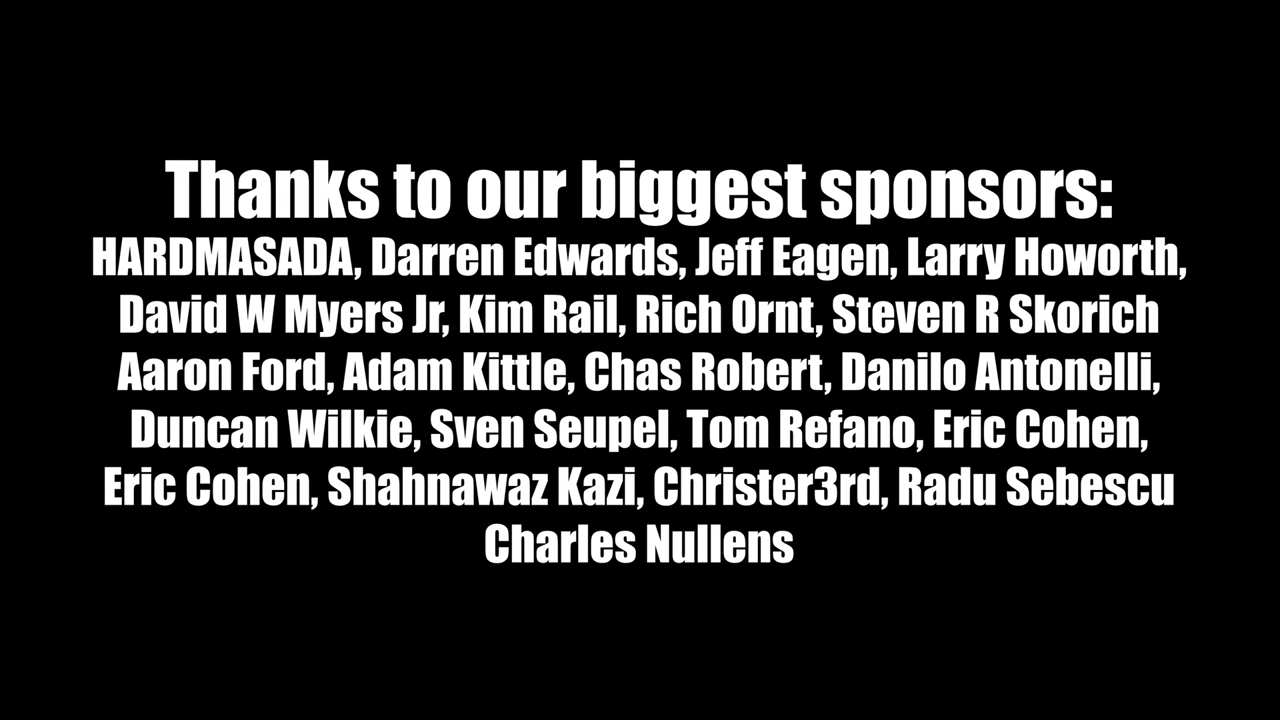 Thanks to our biggest sponsors:
HARDMASADA, Darren Edwards, Jeff Eagen, Larry Howorth,
David W Myers Jr, Kim Rail, Rich Ornt, Steven R Skorich
Aaron Ford, Adam Kittle, Chas Robert, Danilo Antonelli,
Duncan Wilkie, Sven Seupel, Tom Refano, Eric Cohen,
Eric Cohen, Shahnawaz Kazi, Christer3rd, Radu Sebescu
Charles Nullens